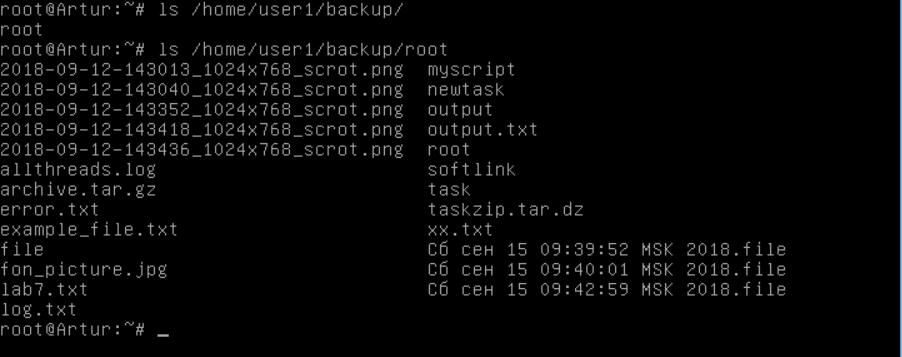 root@Artur:~# ls /home/user1/backup/
root
root@Artur:~# ls /home/user1/backup/root
2018-09-12-143013_1024x768_scrot.png  myscript
2018-09-12-143040_1024x768_scrot.png  newtask
2018-09-12-143352_1024x768_scrot.png  output
2018-09-12-143418_1024x768_scrot.png  output.txt
2018-09-12-143436_1024x768_scrot.png  root
allthreads.log                        softlink
archive.tar.gz                        task
error.txt                             taskzip.tar.dz
example_file.txt                      xx.txt
file                                  Сб сен 15 09:39:52 MSK 2018.file
fon_picture.jpg                       Сб сен 15 09:40:01 MSK 2018.file
lab7.txt                              Сб сен 15 09:42:59 MSK 2018.file
log.txt
root@Artur:~# _